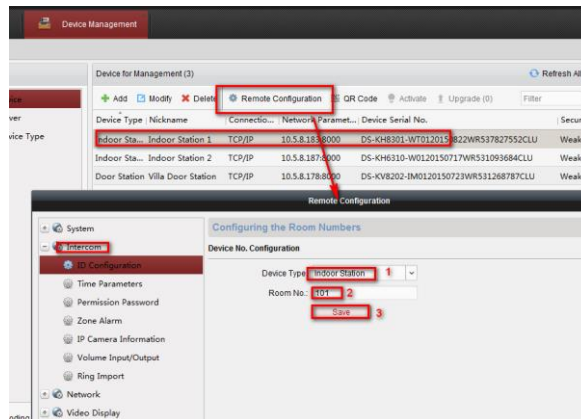 Device Management
Device for Management (3)
Refresh All
Add Modify Delete Remote Configuration QR Code Activate Upgrade (0) Filter
Device Type Nickname Connectio... Network Paramet... Device Serial No. Secur
vice Type
Indoor Sta... Indoor Station 1 TCP/IP 10.5.8.183:8000 DS-KH8301-WT0120150822WR537827552CLU Weak
Indoor Sta... Indoor Station 2 TCP/IP 10.5.8.187:8000 DS-KH6310-W0120150717WR531093684CLU Weak
Door Station Villa Door Station TCP/IP 10.5.8.178:8000 DS-KV8202-IM0120150723WR531268787CLU Weak
Remote Configuration
System
Intercom
ID Configuration
Time Parameters
Permission Password
Zone Alarm
IP Camera Information
Volume Input/Output
Ring Import
Network
Video Display
Configuring the Room Numbers
Device No. Configuration
Device Type: Indoor Station 1
Room No.: 101 2
Save 3